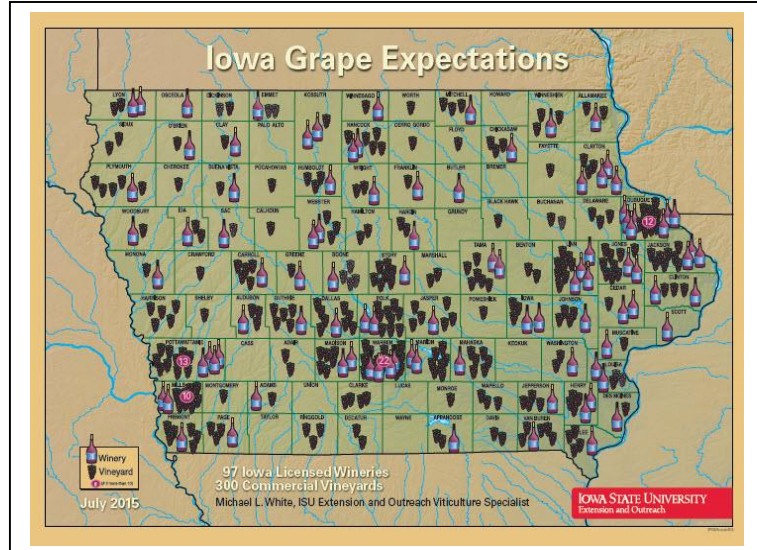 Iowa Grape Expectations
LYON OSCEOLA DICKINSON EMMET KOSSUTH WINNEBAGO WORTH MITCHELL HOWARD WINNESHIEK ALLAMAKEE
SIOUX O'BRIEN CLAY PALO ALTO HANCOCK CERRO GORDO FLOYD CHICKASAW
FAYETTE CLAYTON
PLYMOUTH CHEROKEE BUENA VISTA POCAHONTAS HUMBOLDT WRIGHT FRANKLIN BUTLER BREMER
WEBSTER BLACK HAWK BUCHANAN DELAWARE DUBUQUE
WOODBURY IDA SAC CALHOUN HAMILTON HARDIN GRUNDY
12
TAMA BENTON LINN JONES JACKSON
MONONA CRAWFORD CARROLL GREENE BOONE STORY MARSHALL
CLINTON
CEDAR
HARRISON SHELBY AUDUBON GUTHRIE DALLAS POLK JASPER POWESHIEK IOWA JOHNSON
SCOTT
MUSCATINE
POTTAWATTAMIE CASS ADAIR MADISON WARREN MARION MAHASKA KEOKUK WASHINGTON
13
22
LOUISA
MILLS MONTGOMERY ADAMS UNION CLARKE LUCAS MONROE WAPELLO JEFFERSON HENRY
10
DES MOINES
FREMONT PAGE TAYLOR RINGGOLD DECATUR WAYNE APPANOOSE DAVIS VAN BUREN
LEE
Winery
Vineyard
July 2015
97 Iowa Licensed Wineries
300 Commercial Vineyards
Michael L. White, ISU Extension and Outreach Viticulture Specialist
IOWA STATE UNIVERSITY
Extension and Outreach